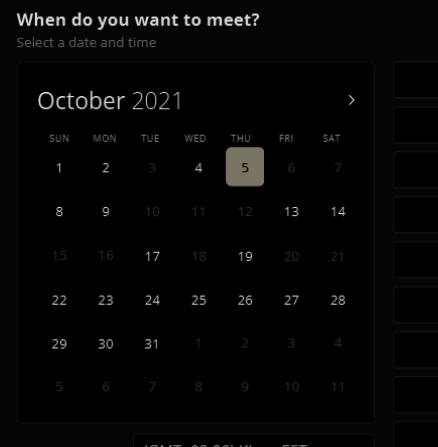 When do you want to meet?
Select a date and time
October 2021
SUN MON TUE WED THU FRI SAT
1 2 3 4 5 6 7
8 9 10 11 12 13 14
15 16 17 18 19 20 21
22 23 24 25 26 27 28
29 30 31 1 2 3 4
5 6 7 8 9 10 11